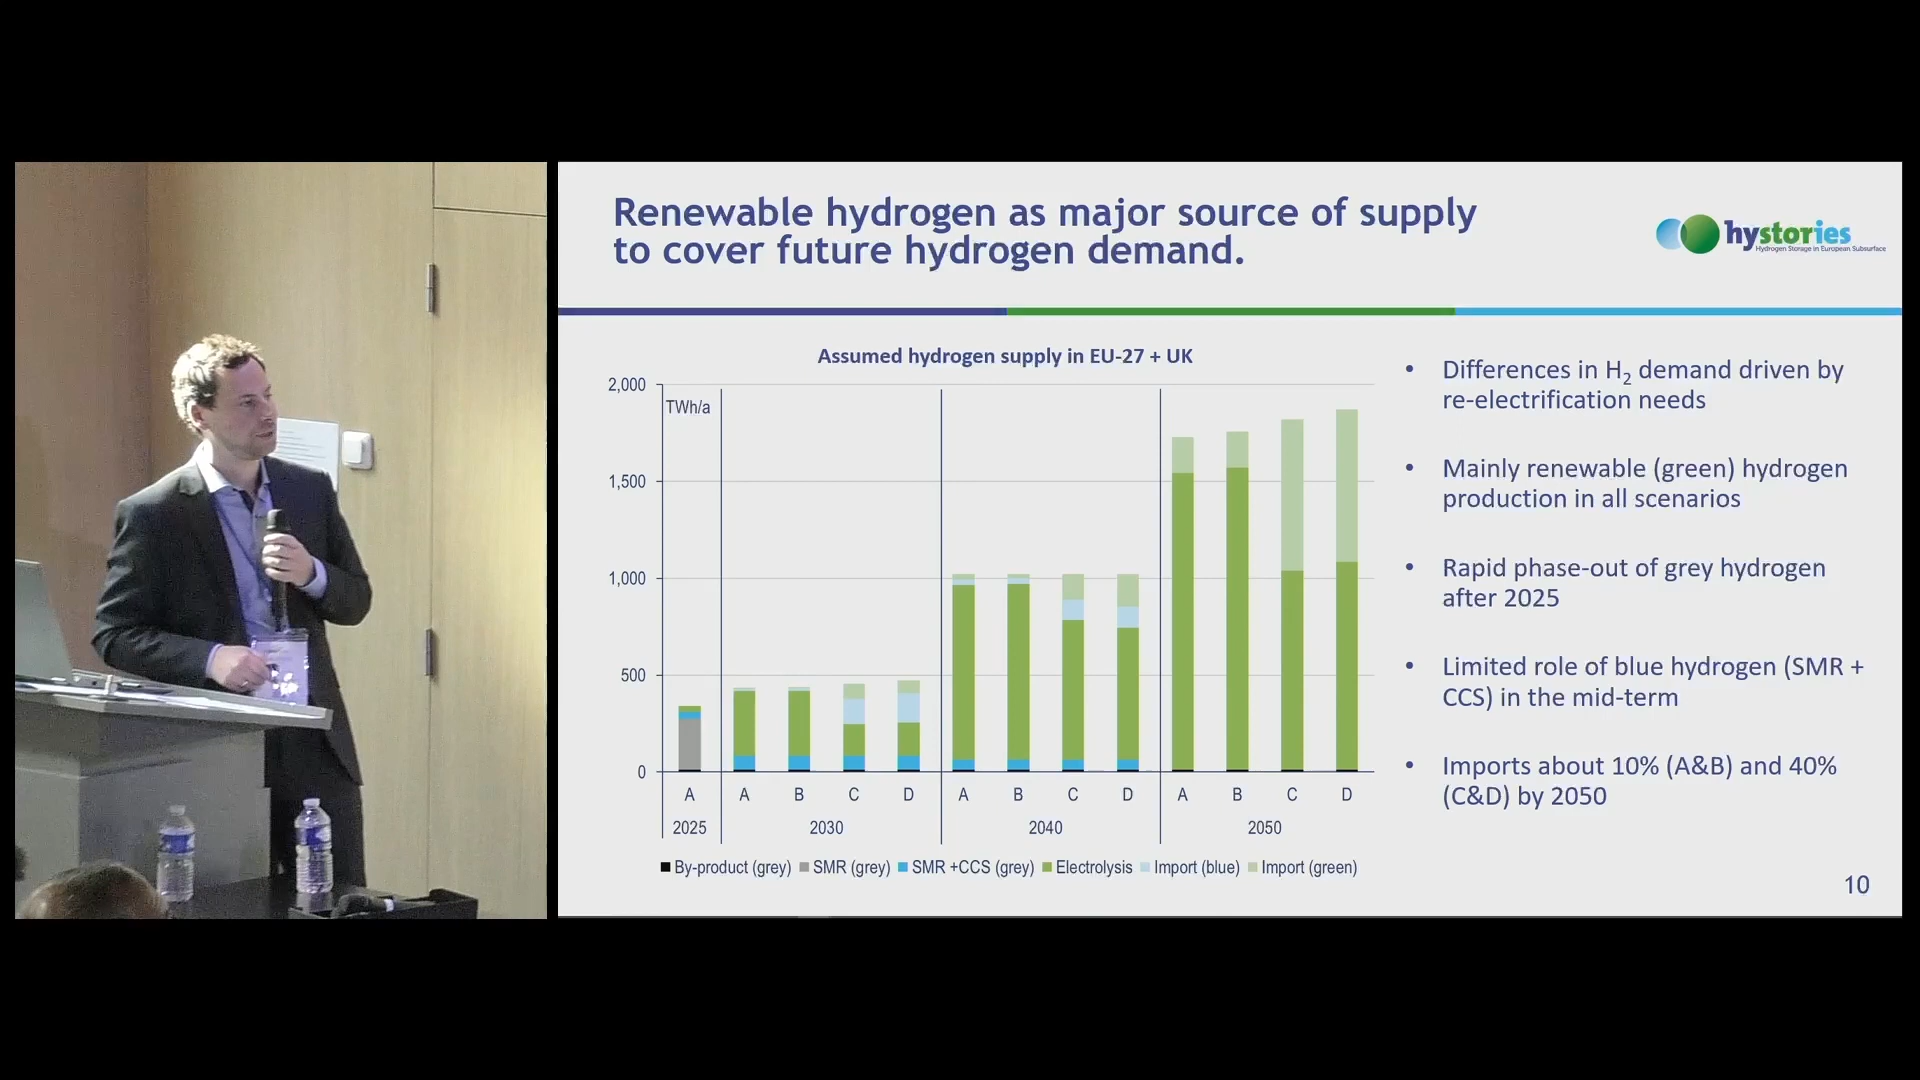 Renewable hydrogen as major source of supply
to cover future hydrogen demand.
hystories
Hydrogen Storage in European Subsurface
Assumed hydrogen supply in EU-27 + UK
TWh/a
2,000
1,500
1,000
500
0
A A B C D A B C D A B C D
2025 2030 2040 2050
By-product (grey) SMR (grey) SMR +CCS (grey) Electrolysis Import (blue) Import (green)
• Differences in H2 demand driven by
re-electrification needs
• Mainly renewable (green) hydrogen
production in all scenarios
• Rapid phase-out of grey hydrogen
after 2025
• Limited role of blue hydrogen (SMR +
CCS) in the mid-term
• Imports about 10% (A&B) and 40%
(C&D) by 2050
10